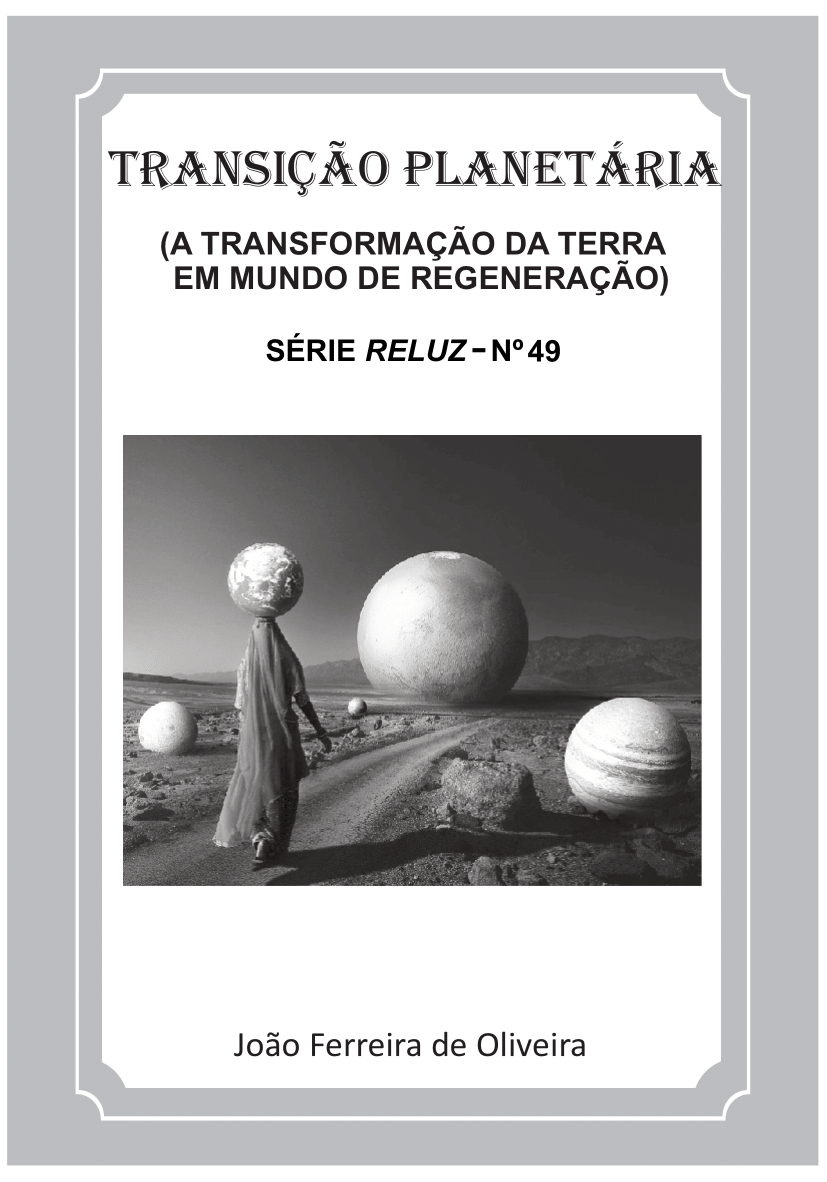 TRANSIÇÃO PLANETÁRIA
(A TRANSFORMAÇÃO DA TERRA
EM MUNDO DE REGENERAÇÃO)
SÉRIE RELUZ - Nº 49
João Ferreira de Oliveira